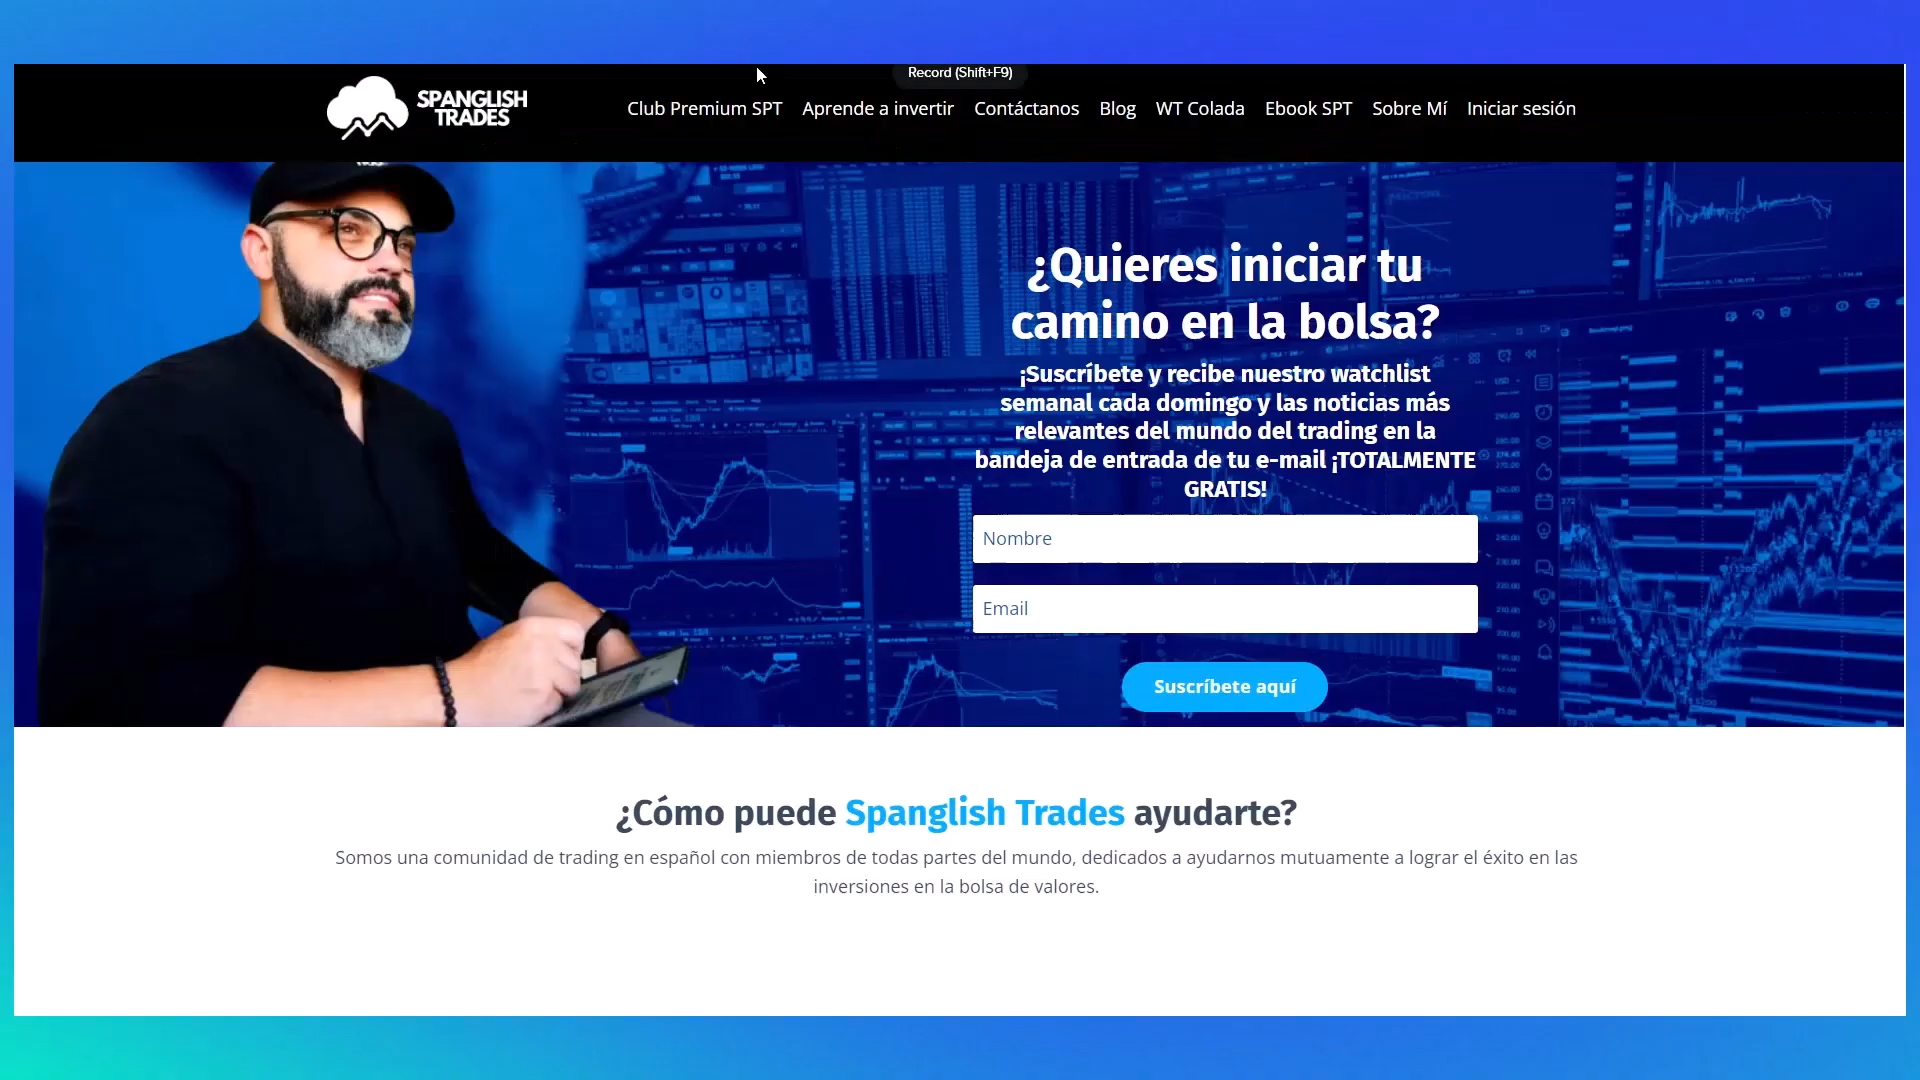 Record (Shift+F9)
SPANGLISH
TRADES
Club Premium SPT
Aprende a invertir
Contáctanos
Blog
WT Colada
Ebook SPT
Sobre Mí
Iniciar sesión
¿Quieres iniciar tu
camino en la bolsa?
¡Suscríbete y recibe nuestro watchlist
semanal cada domingo y las noticias más
relevantes del mundo del trading en la
bandeja de entrada de tu e-mail ¡TOTALMENTE
GRATIS!
Nombre
Email
Suscríbete aquí
¿Cómo puede Spanglish Trades ayudarte?
Somos una comunidad de trading en español con miembros de todas partes del mundo, dedicados a ayudarnos mutuamente a lograr el éxito en las
inversiones en la bolsa de valores.